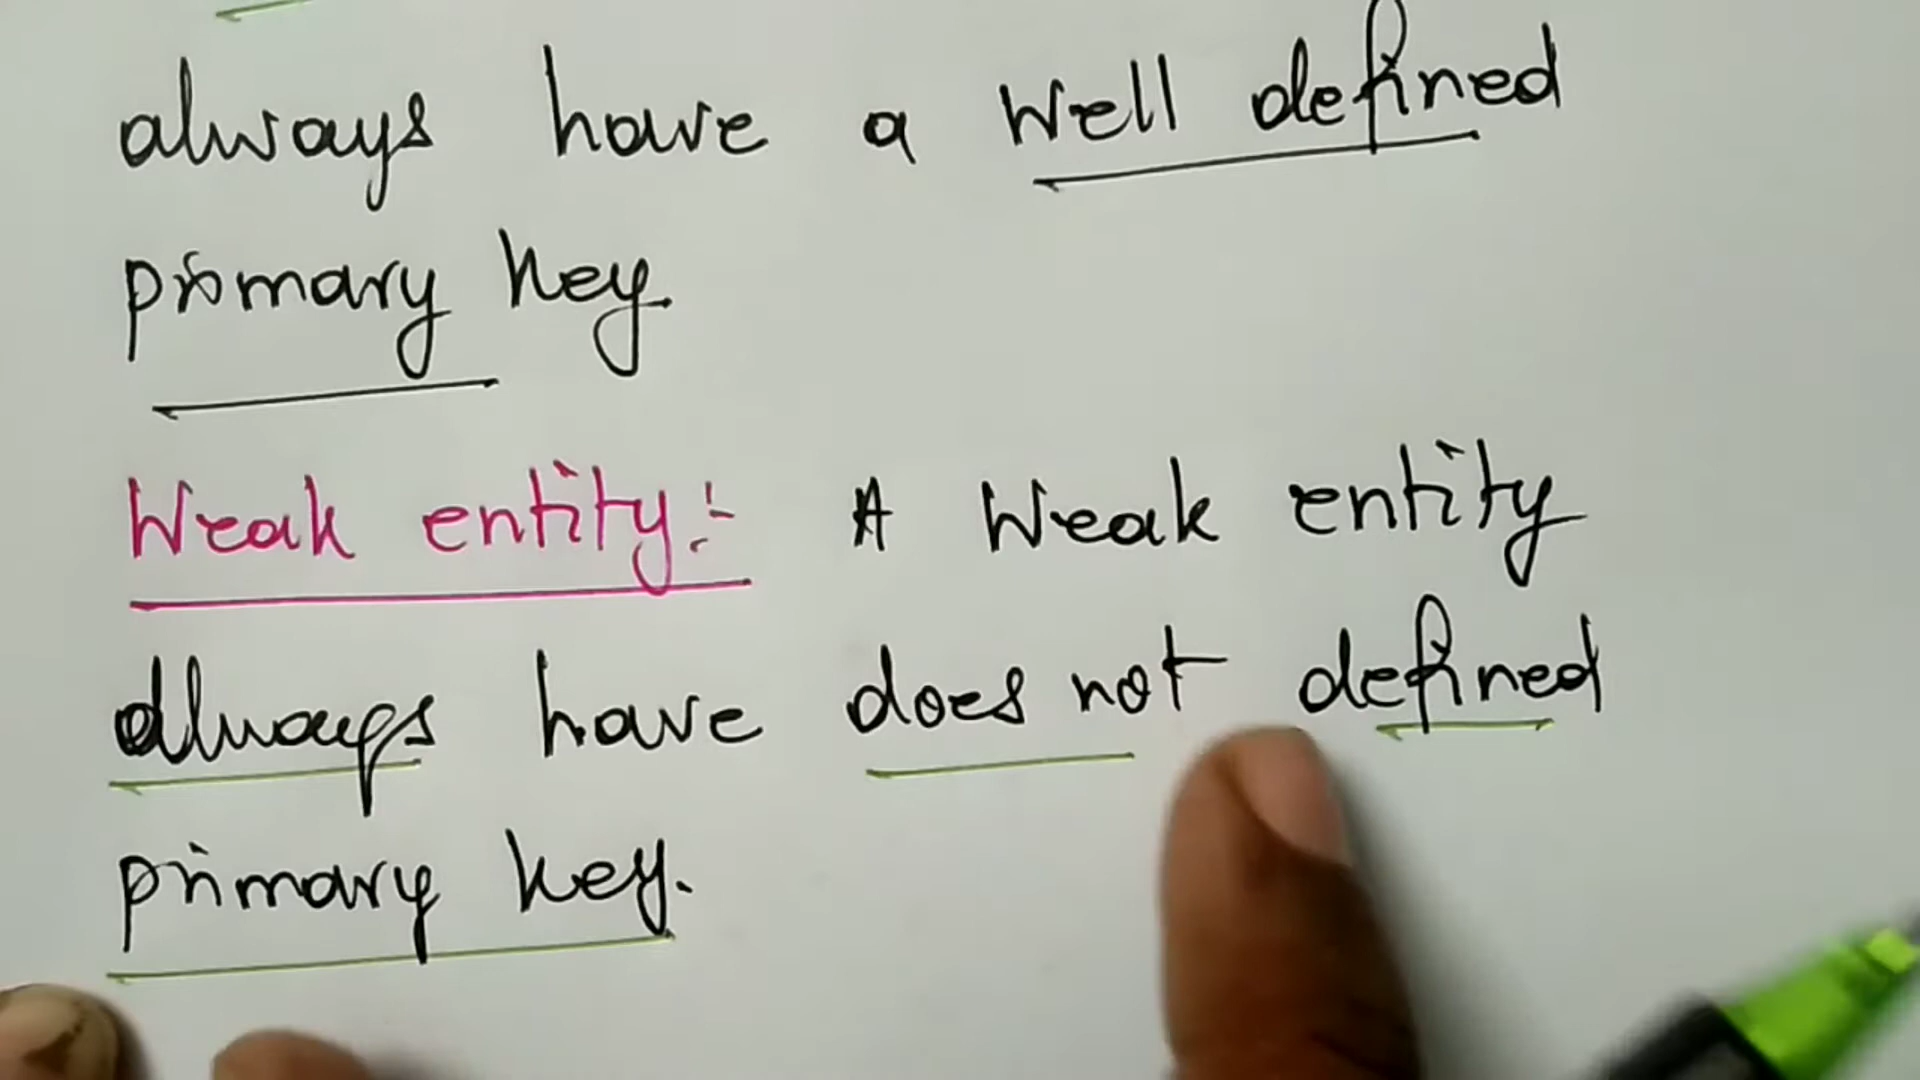 always have a well defined
primary key.
Weak entity:- A weak entity
always have does not defined
primary key.